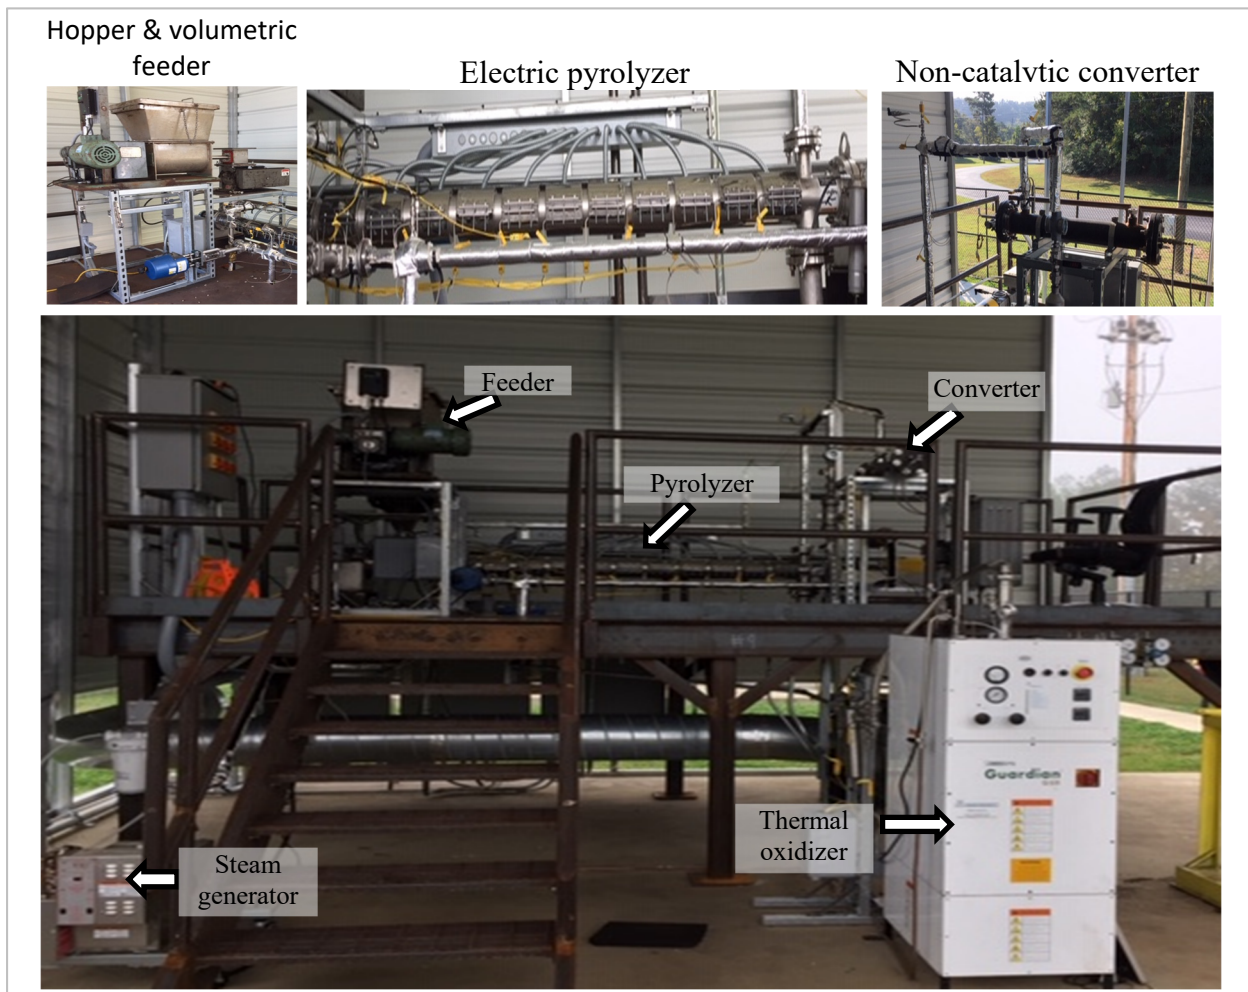 Hopper & volumetric
feeder
Electric pyrolyzer
Non-catalytic converter
Feeder
Converter
Pyrolyzer
Guardian
Thermal
oxidizer
Steam
generator